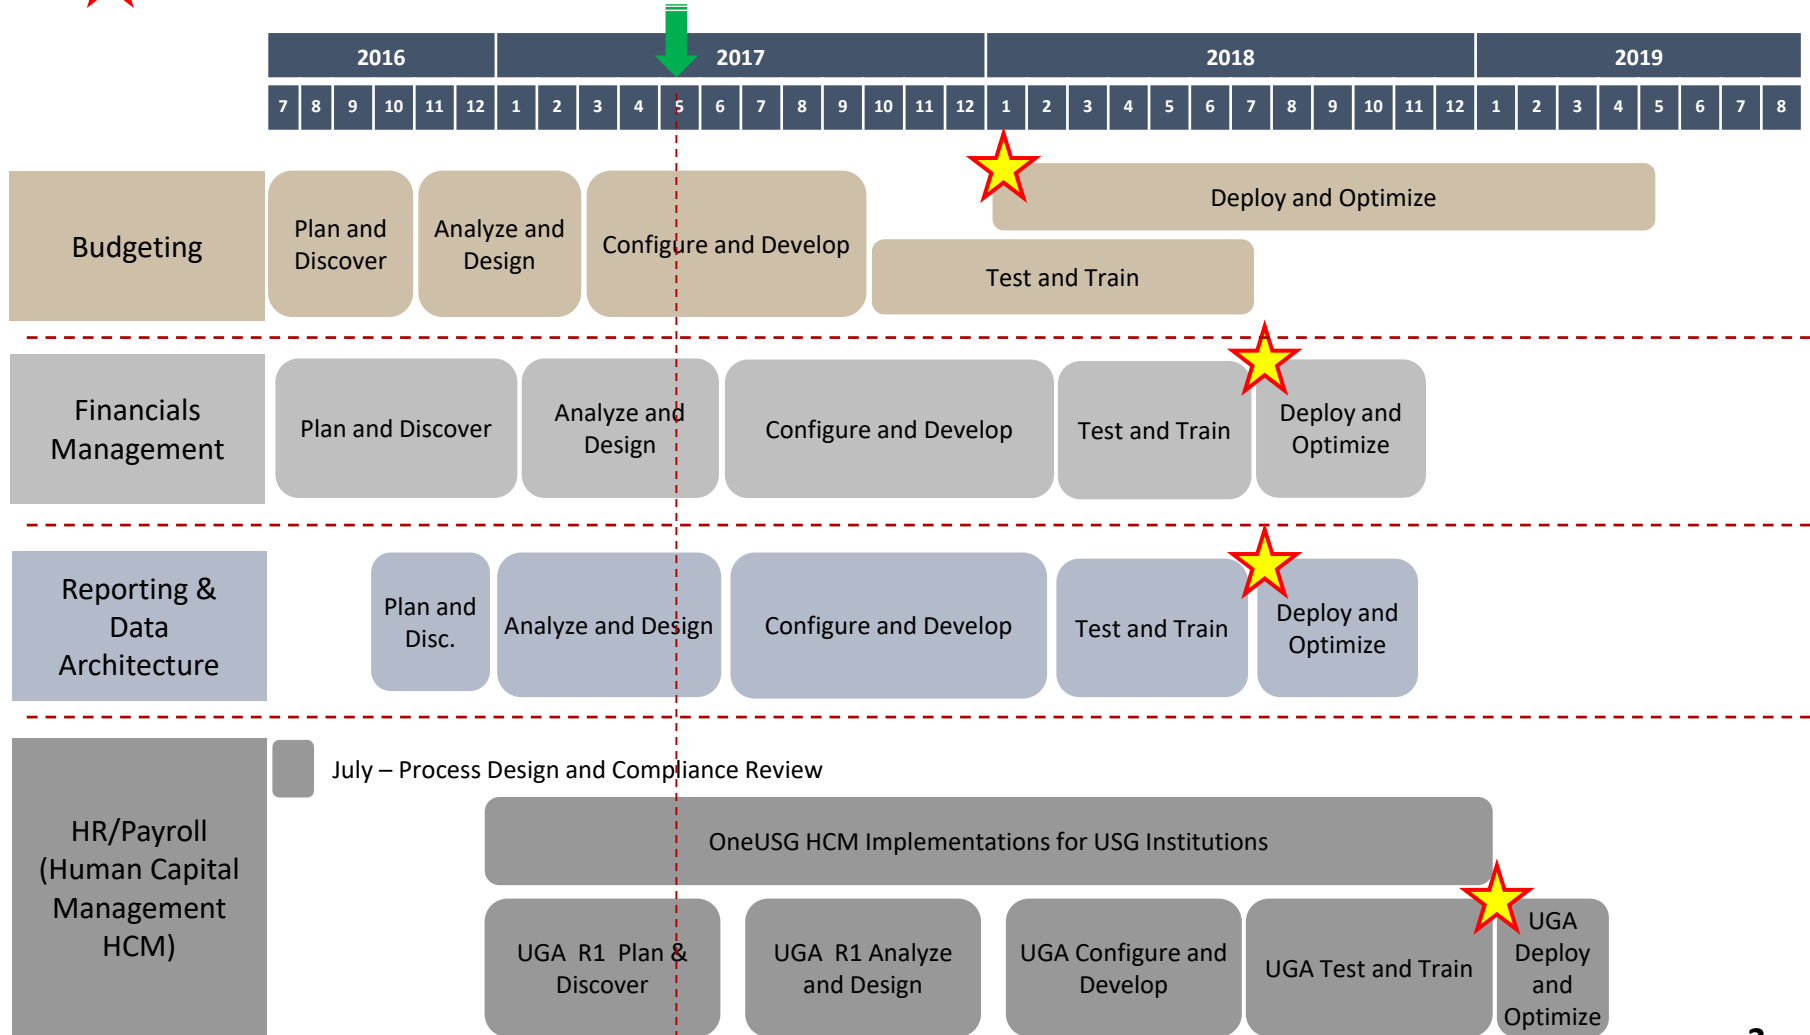 2016 2017 2018 2019
7 8 9 10 11 12 1 2 3 4 5 6 7 8 9 10 11 12 1 2 3 4 5 6 7 8 9 10 11 12 1 2 3 4 5 6 7 8
Budgeting
Plan and
Discover
Analyze and
Design
Configure and Develop
Deploy and Optimize
Test and Train
Financials
Management
Plan and Discover
Analyze and
Design
Configure and Develop
Test and Train
Deploy and
Optimize
Reporting &
Data
Architecture
Plan and
Disc.
Analyze and Design
Configure and Develop
Test and Train
Deploy and
Optimize
HR/Payroll
(Human Capital
Management
HCM)
July – Process Design and Compliance Review
OneUSG HCM Implementations for USG Institutions
UGA R1 Plan &
Discover
UGA R1 Analyze
and Design
UGA Configure and
Develop
UGA Test and Train
UGA
Deploy
and
Optimize